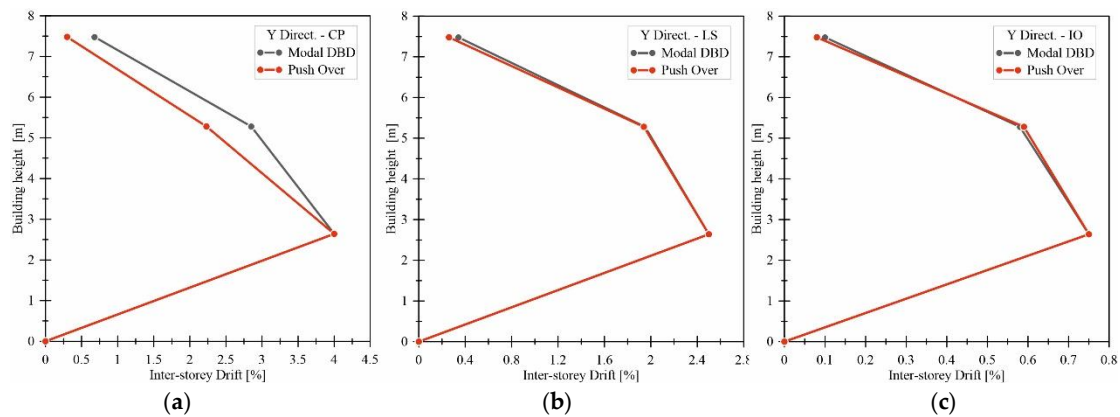 8
7
6
5
4
3
2
1
0
Building height [m]
Y Direct. - CP
Modal DBD
Push Over
0 0.5 1 1.5 2 2.5 3 3.5 4 4.5
Inter-storey Drift [%]
(a)
8
7
6
5
4
3
2
1
0
Building height [m]
Y Direct. - LS
Modal DBD
Push Over
0 0.4 0.8 1.2 1.6 2 2.4 2.8
Inter-storey Drift [%]
(b)
8
7
6
5
4
3
2
1
0
Building height [m]
Y Direct. - IO
Modal DBD
Push Over
0 0.1 0.2 0.3 0.4 0.5 0.6 0.7 0.8
Inter-storey Drift [%]
(c)